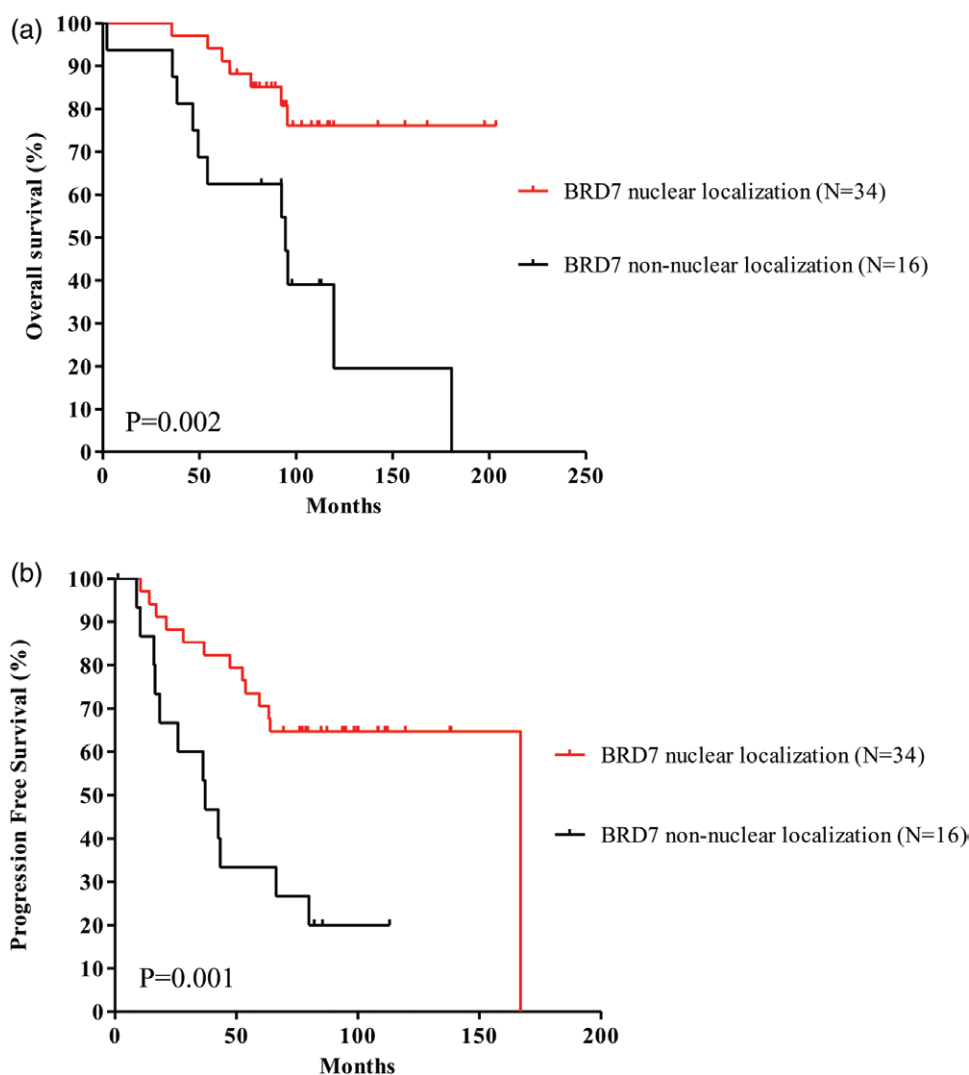 (a)
100
90
80
70
60
50
40
30
20
10
0
Overall survival (%)
P=0.002
0 50 100 150 200 250
Months
BRD7 nuclear localization (N=34)
BRD7 non-nuclear localization (N=16)
(b)
100
90
80
70
60
50
40
30
20
10
0
Progression Free Survival (%)
P=0.001
0 50 100 150 200
Months
BRD7 nuclear localization (N=34)
BRD7 non-nuclear localization (N=16)